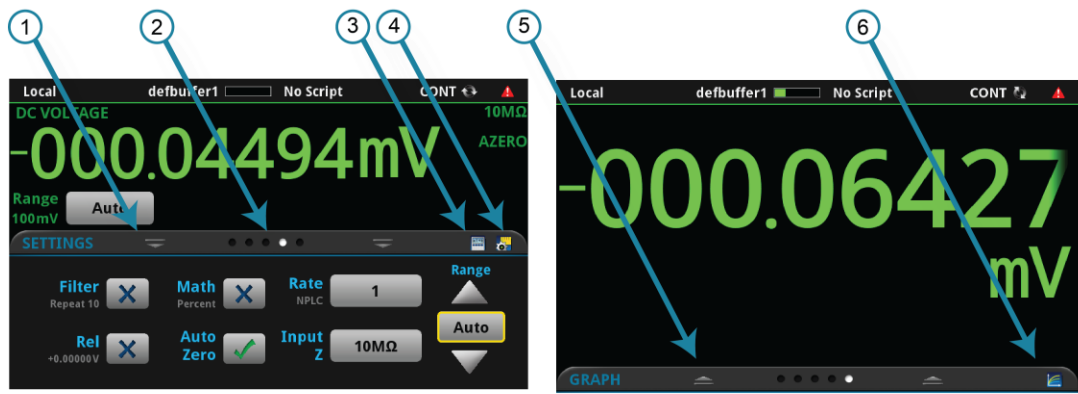 1 2 3 4 5 6
Local defbuffer1 No Script CONT
DC VOLTAGE 10MΩ
-000.04494mV AZERO
Range
100mV Auto
SETTINGS
Filter Repeat 10 Math Percent Rate NPLC 1 Range
Auto
Rel +0.00000V Auto Zero Input Z 10MΩ
Local defbuffer1 No Script CONT
-000.06427
mV
GRAPH